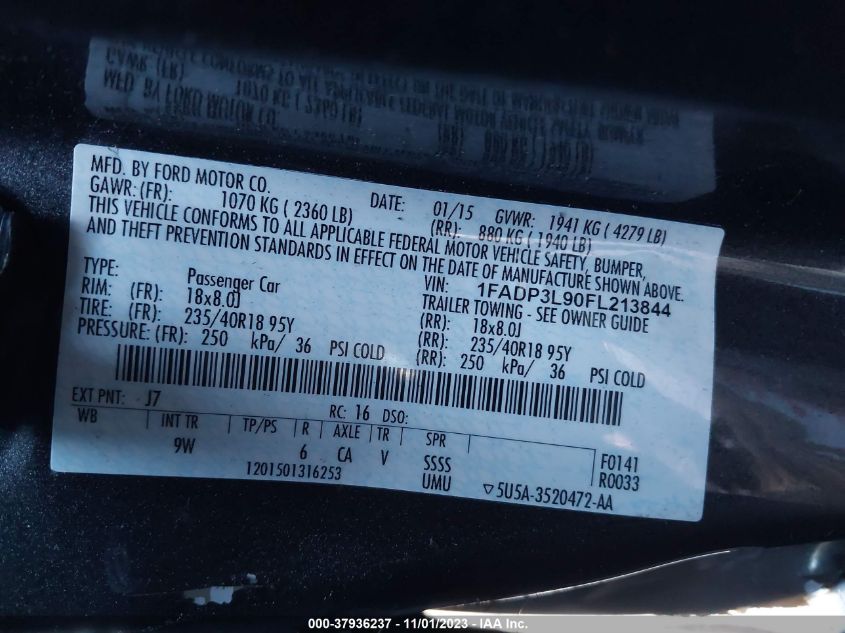 MFD. BY FORD MOTOR CO. DATE: 01/15 GVWR: 1941 KG ( 4279 LB)
GAWR: (FR): 1070 KG ( 2360 LB) (RR): 880 KG ( 1940 LB)
THIS VEHICLE CONFORMS TO ALL APPLICABLE FEDERAL MOTOR VEHICLE SAFETY, BUMPER,
AND THEFT PREVENTION STANDARDS IN EFFECT ON THE DATE OF MANUFACTURE SHOWN ABOVE.
VIN: 1FADP3L90FL213844
TYPE: Passenger Car TRAILER TOWING - SEE OWNER GUIDE
RIM: (FR): 18x8.0J (RR): 18x8.0J
TIRE: (FR): 235/40R18 95Y (RR): 235/40R18 95Y
PRESSURE: (FR): 250 kPa/ 36 PSI COLD (RR): 250 kPa/ 36 PSI COLD
EXT PNT: J7 RC: 16 DSO:
WB INT TR TP/PS R AXLE TR SPR
9W 6 CA V SSSS F0141
1201501316253 UMU R0033
▽5U5A-3520472-AA
000-37936237 - 11/01/2023 - Copyright IAA, Inc.